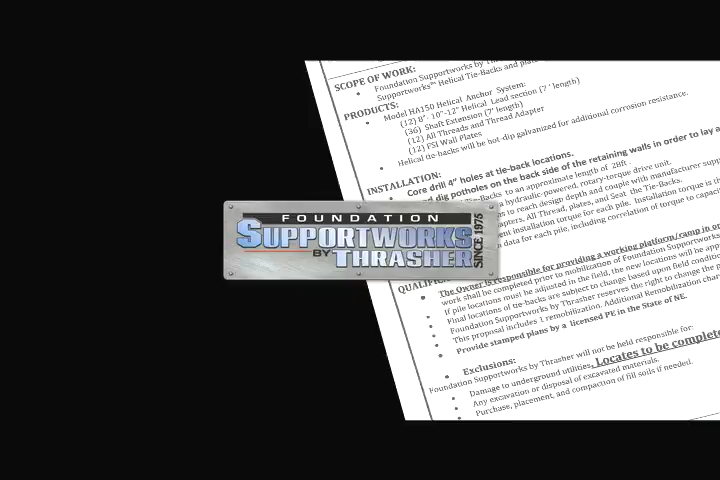 SCOPE OF WORK:
Foundation Supportworks by
Supportworks™ Helical Tie-Backs and
PRODUCTS:
Model HA150 Helical Anchor System:
(12) 8"- 10"-12" Helical Lead section (7' length)
(36) Shaft Extension (7' length)
(12) All Threads and Thread Adapter
(12) FSI Wall Plates
Helical tie-backs will be hot-dip galvanized for additional corrosion resistance.
INSTALLATION:
Core drill 4" holes at tie-back locations.
dig potholes on the back side of the retaining walls in order to lay
to an approximate length of 28ft
a hydraulic-powered, rotary-torque drive unit.
to reach design depth and couple with manufacturer
All Thread, plates, and Seat the Tie-Backs.
installation torque for each pile. Installation torque is
data for each pile, including correlation of torque to
FOUNDATION
SUPPORTWORKS
BY THRASHER
SINCE 1975
The Owner is responsible for providing a working platform/ramp in
work shall be completed prior to mobilization of Foundation Supportworks
If pile locations must be adjusted in the field, the new locations will be
Final locations of tie-backs are subject to change based upon field
Foundation Supportworks by Thrasher reserves the right to change the
This proposal includes 1 remobilization. Additional Remobilization
Provide stamped plans by a licensed PE in the State of NE.
Exclusions:
Foundation Supportworks by Thrasher will not be held responsible for:
Damage to underground utilities, Locates to be
Any excavation or disposal of excavated materials.
Purchase, placement, and compaction of fill soils if needed.